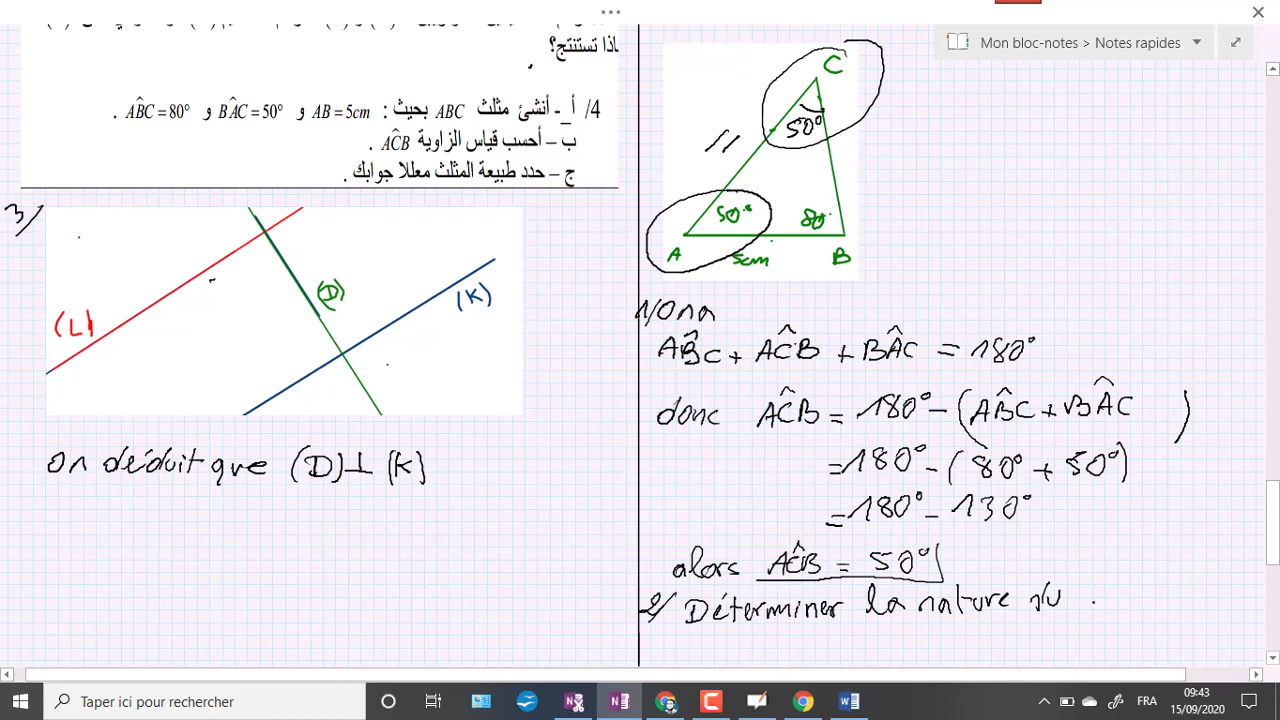 Mon bloc-notes > Notes rapides
ماذا تستنتج؟
4/ أ_- أنشئ مثلث ABC بحيث : AB = 5cm و BÂC = 50° و AB̂C = 80° .
ب – أحسب قياس الزاوية AĈB .
ج – حدد طبيعة المثلث معللا جوابك .
3/
(L)
(D)
(K)
on déduit que (D)⊥(K)
C
50°
50°
80°
A
5cm
B
1/ On a
AB̂C + AĈB + BÂC = 180°
donc AĈB = 180° - (AB̂C + BÂC )
= 180° - (80° + 50°)
= 180° - 130°
alors AĈB = 50°
2/ Déterminer la nature du
Taper ici pour rechercher
FRA
09:43
15/09/2020